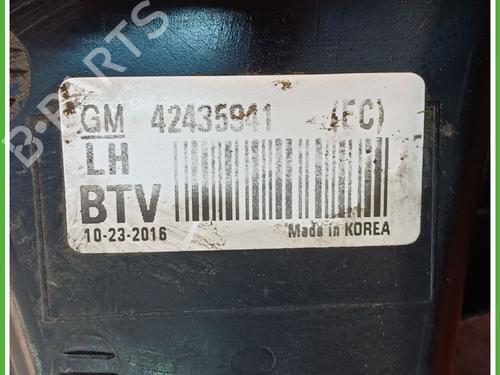 B-PARTS
GM 42435941 (EC)
LH
BTV
10-23-2016 Made in KOREA